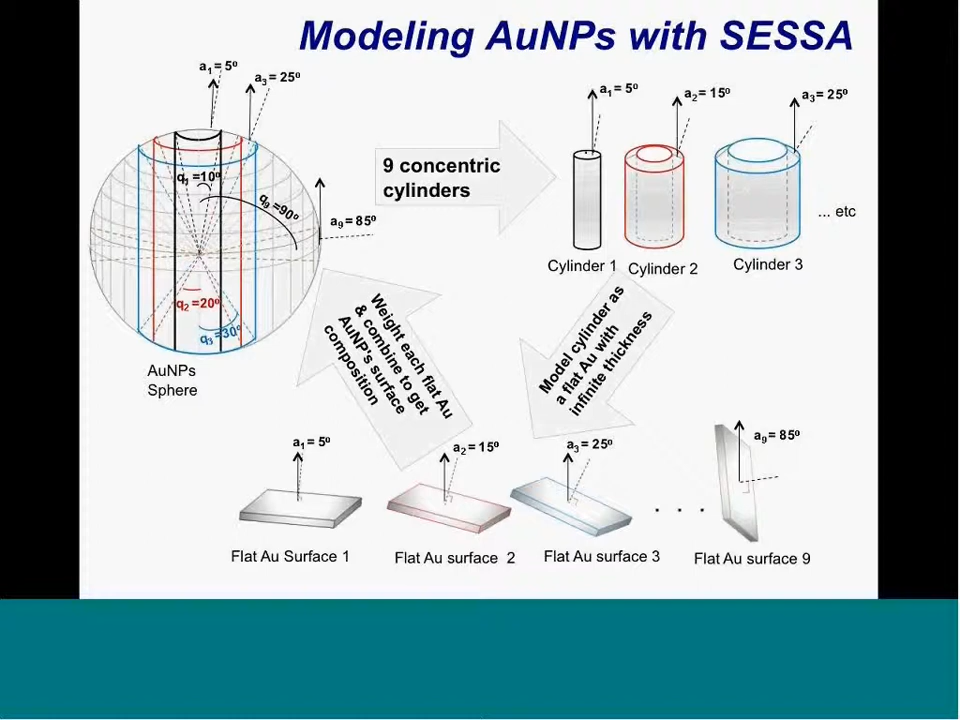 Modeling AuNPs with SESSA
a1 = 5º
a3 = 25º
q1 =10º
q9 =90º
a9 = 85º
q2 =20º
q3 =30º
AuNPs
Sphere
9 concentric
cylinders
a1 = 5º
a2 = 15º
a3 = 25º
... etc
Cylinder 1
Cylinder 2
Cylinder 3
Model cylinder as
a flat Au with
infinite thickness
Weight each flat Au
& combine to get
AuNP's surface
composition
a1 = 5º
a2 = 15º
a3 = 25º
a9 = 85º
. . .
Flat Au Surface 1
Flat Au surface 2
Flat Au surface 3
Flat Au surface 9